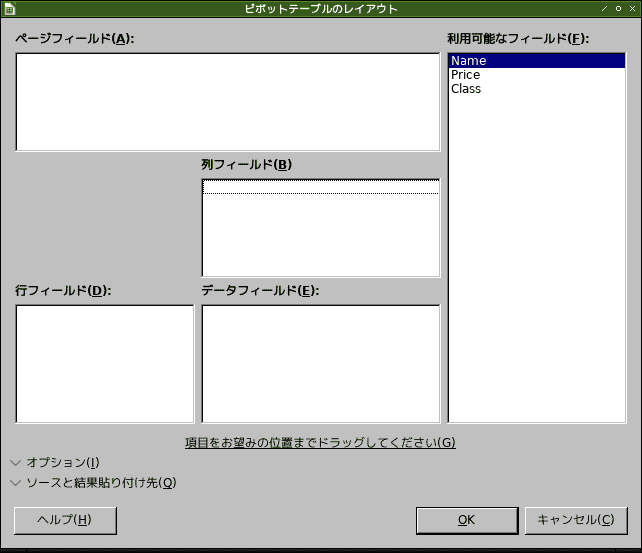 ピボットテーブルのレイアウト
ページフィールド(A):
利用可能なフィールド(F):
Name
Price
Class
列フィールド(B)
行フィールド(D):
データフィールド(E):
項目をお望みの位置までドラッグしてください(G)
オプション(I)
ソースと結果貼り付け先(Q)
ヘルプ(H)
OK
キャンセル(C)